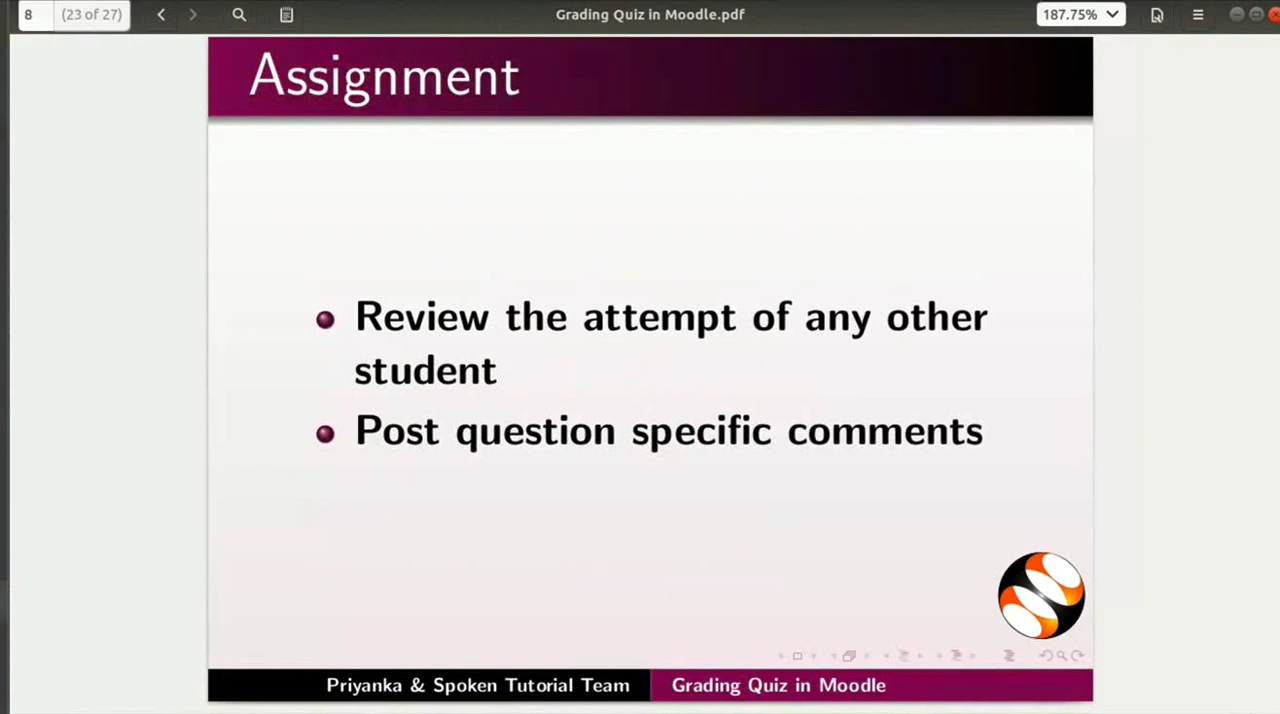 8 (23 of 27) Grading Quiz in Moodle.pdf 187.75%
Assignment
Review the attempt of any other
student
Post question specific comments
Priyanka & Spoken Tutorial Team Grading Quiz in Moodle